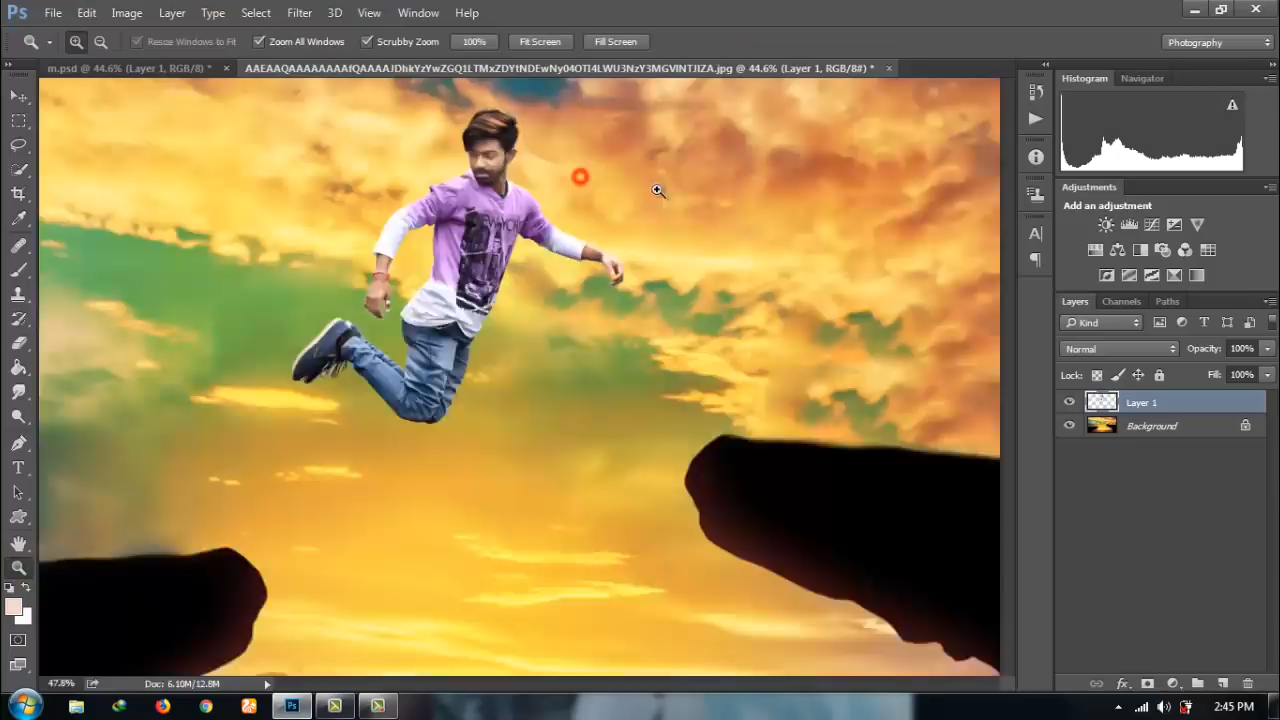 Ps File Edit Image Layer Type Select Filter 3D View Window Help
Resize Windows to Fit Zoom All Windows Scrubby Zoom 100% Fit Screen Fill Screen Photography
m.psd @ 44.6% (Layer 1, RGB/8) * × AAEAAQAAAAAAAAfQAAAAJDhkYzYwZGQ1LTMxZDYtNDEwNy04OTI4LWU3NzY3MGVlNTJlZA.jpg @ 44.6% (Layer 1, RGB/8#) * ×
Histogram Navigator
Adjustments
Add an adjustment
Layers Channels Paths
Kind
Normal Opacity: 100%
Lock: Fill: 100%
Layer 1
Background
47.8% Doc: 6.10M/12.8M
2:45 PM